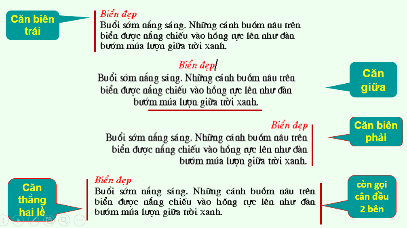 Căn biên
trái
Biển đẹp
Buổi sớm nắng sáng. Những cánh buồm nâu trên
biển được nắng chiếu vào hồng rực lên như đàn
bướm múa lượn giữa trời xanh.
Biển đẹp
Buổi sớm nắng sáng. Những cánh buồm nâu trên
biển được nắng chiếu vào hồng rực lên như đàn
bướm múa lượn giữa trời xanh.
Căn
giữa
Biển đẹp
Buổi sớm nắng sáng. Những cánh buồm nâu trên
biển được nắng chiếu vào hồng rực lên như đàn
bướm múa lượn giữa trời xanh.
Căn biên
phải
Căn
thẳng
hai lề
Biển đẹp
Buổi sớm nắng sáng. Những cánh buồm nâu trên
biển được nắng chiếu vào hồng rực lên như đàn
bướm múa lượn giữa trời xanh.
còn gọi
căn đều
2 bên